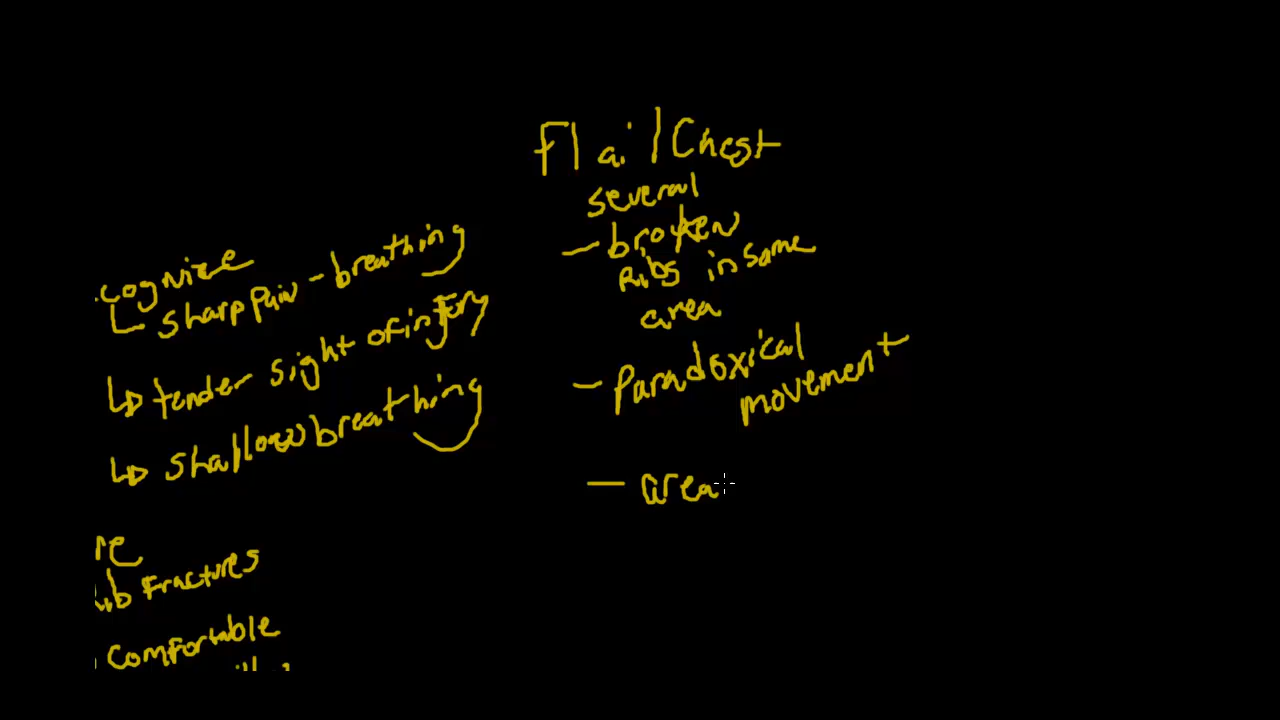 cognize
sharp pain - breathing
tender sight of injury
shallow breathing
re
Rib Fractures
Comfortable
Flail Chest
several
- broken
Ribs in same
area
- Paradoxical
movement
- area